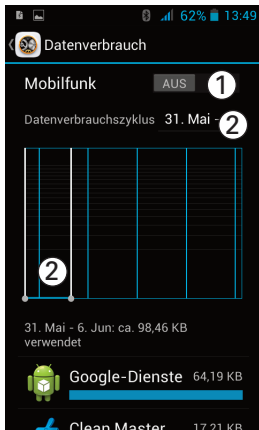 62% 13:49
Datenverbrauch
Mobilfunk AUS 1
Datenverbrauchszyklus 31. Mai - 2
2
31. Mai - 6. Jun: ca. 98,46 KB
verwendet
Google-Dienste 64,19 KB
Clean Master 17,21 KB